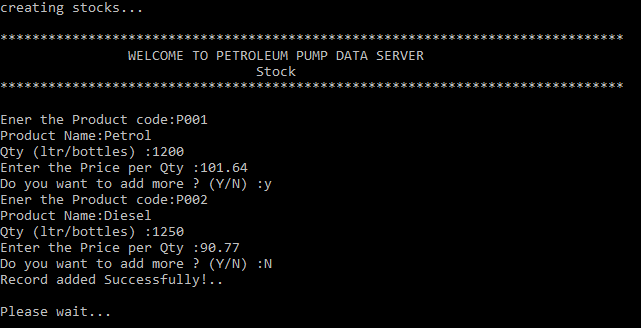 creating stocks...
******************************************************************************
WELCOME TO PETROLEUM PUMP DATA SERVER
Stock
******************************************************************************
Ener the Product code:P001
Product Name:Petrol
Qty (ltr/bottles) :1200
Enter the Price per Qty :101.64
Do you want to add more ? (Y/N) :y
Ener the Product code:P002
Product Name:Diesel
Qty (ltr/bottles) :1250
Enter the Price per Qty :90.77
Do you want to add more ? (Y/N) :N
Record added Successfully!..
Please wait...